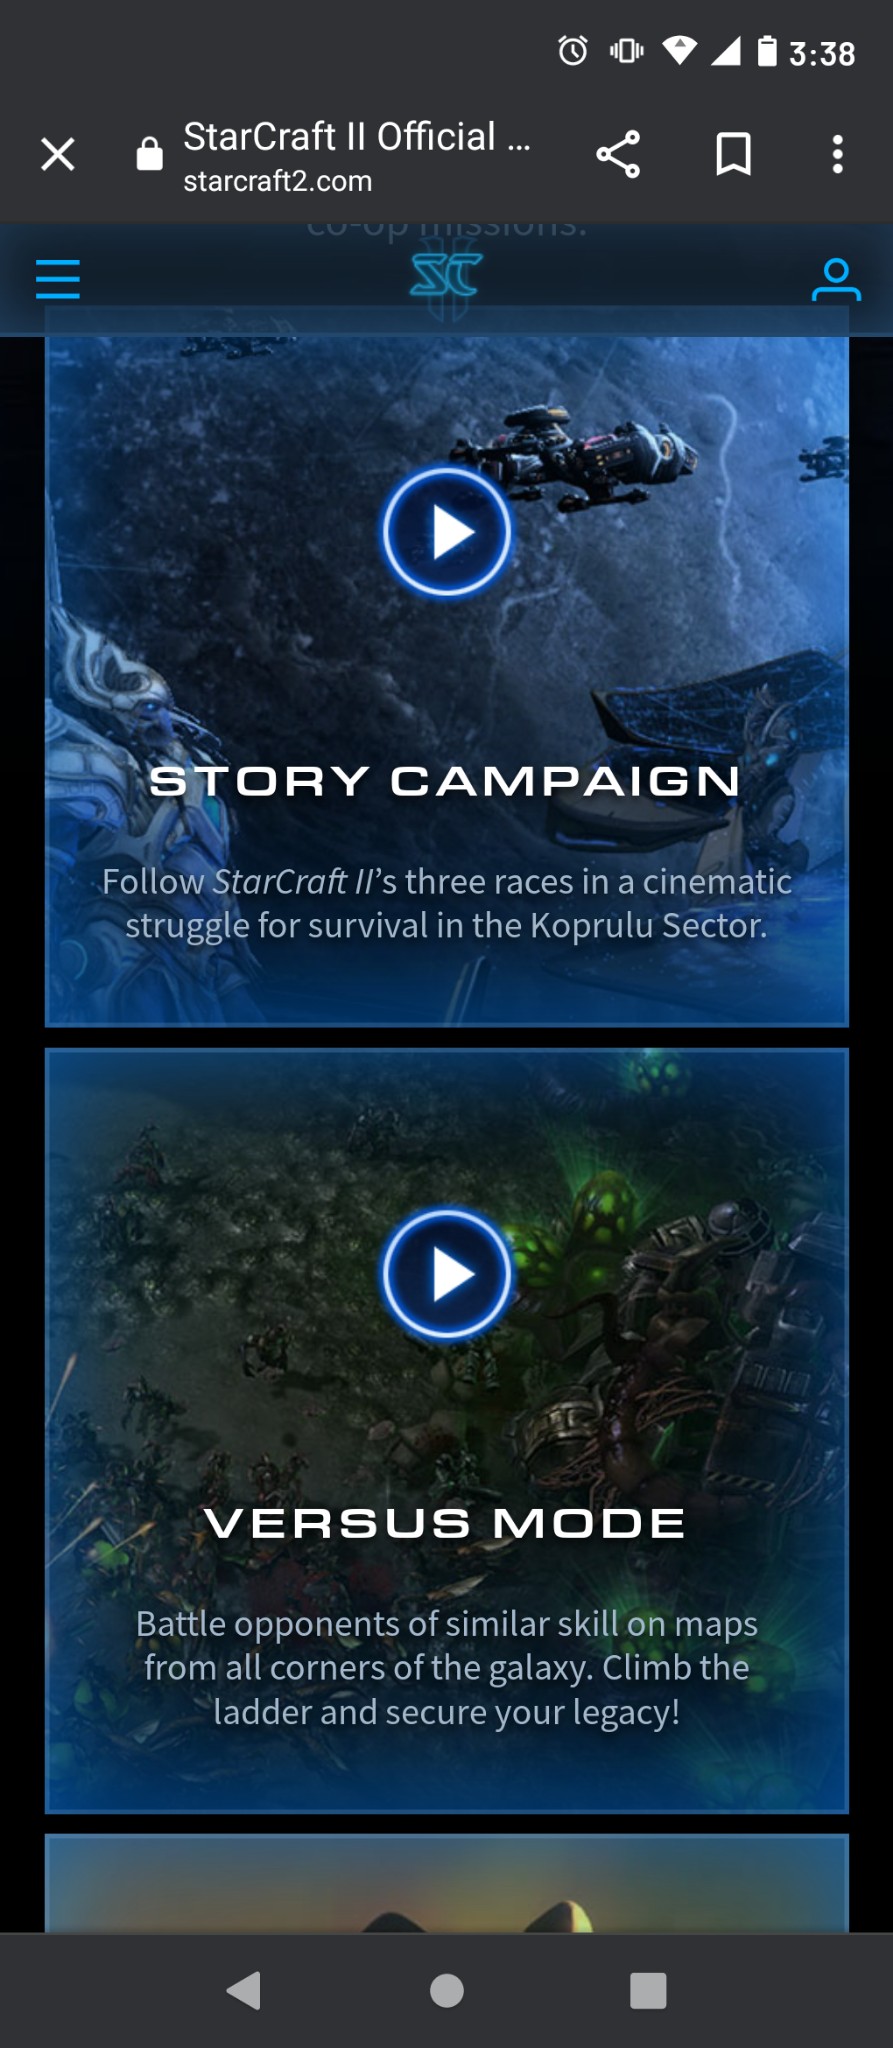 3:38
StarCraft II Official ...
starcraft2.com
co-op missions.
SC
STORY CAMPAIGN
Follow StarCraft II's three races in a cinematic
struggle for survival in the Koprulu Sector.
VERSUS MODE
Battle opponents of similar skill on maps
from all corners of the galaxy. Climb the
ladder and secure your legacy!